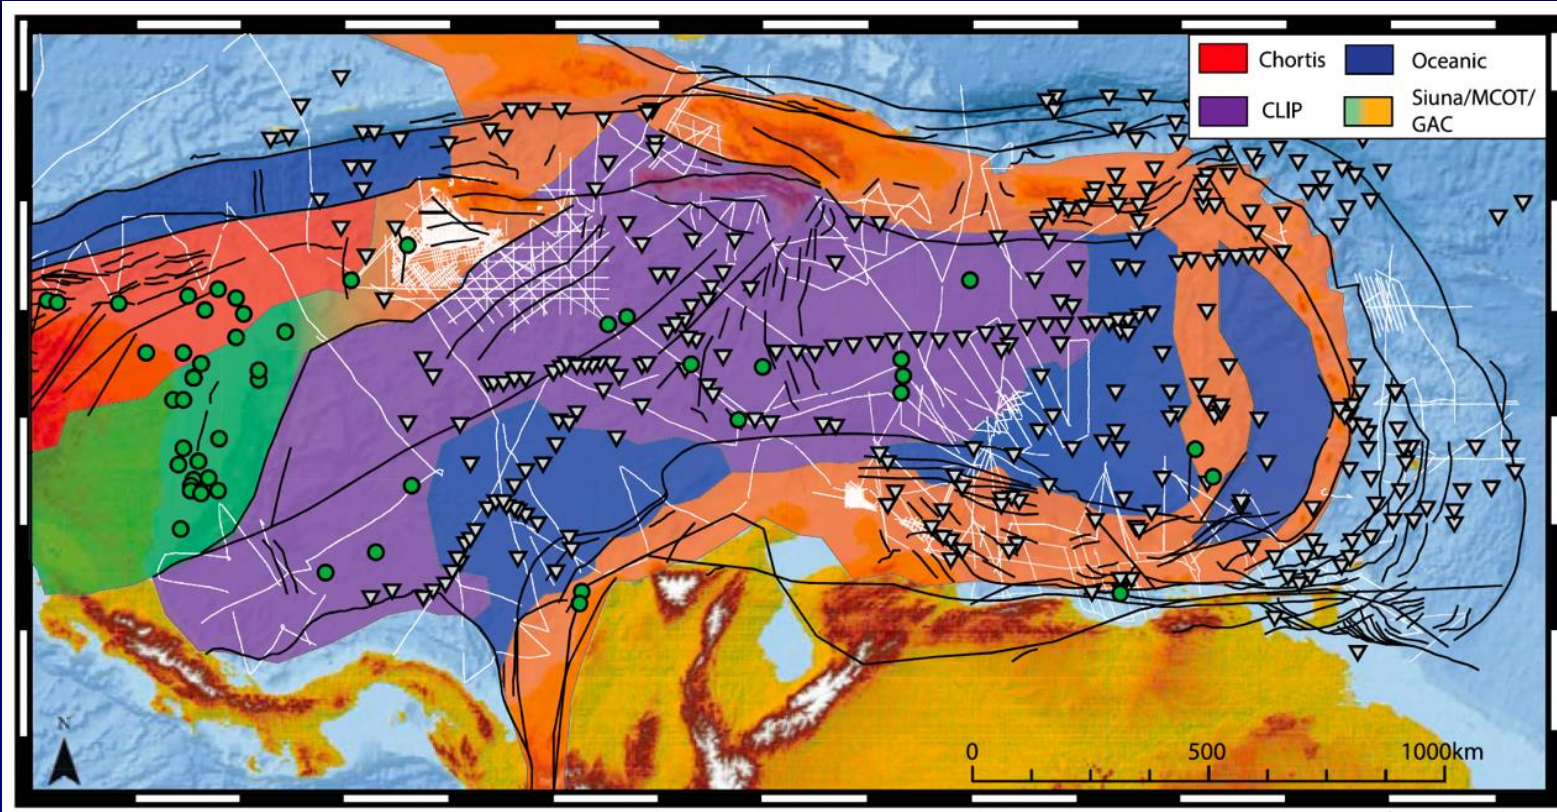 Chortis
Oceanic
CLIP
Siuna/MCOT/
GAC
N
0 500 1000km